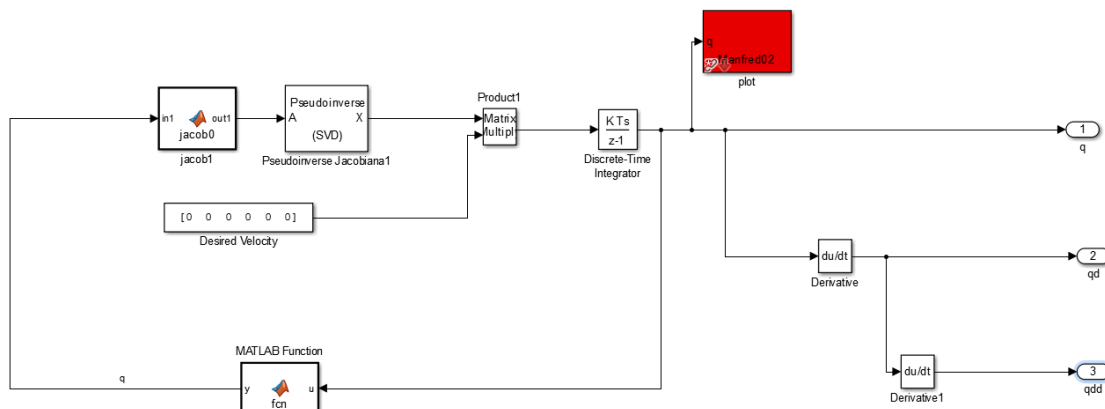 q
Manfred02
plot
in1
out1
jacob0
jacob1
Pseudoinverse
A
X
(SVD)
Pseudoinverse Jacobiana1
Product1
Matrix
Multipl
K Ts
z-1
Discrete-Time
Integrator
1
q
[0 0 0 0 0 0]
Desired Velocity
du/dt
Derivative
2
qd
MATLAB Function
q
y
u
fcn
du/dt
Derivative1
3
qdd